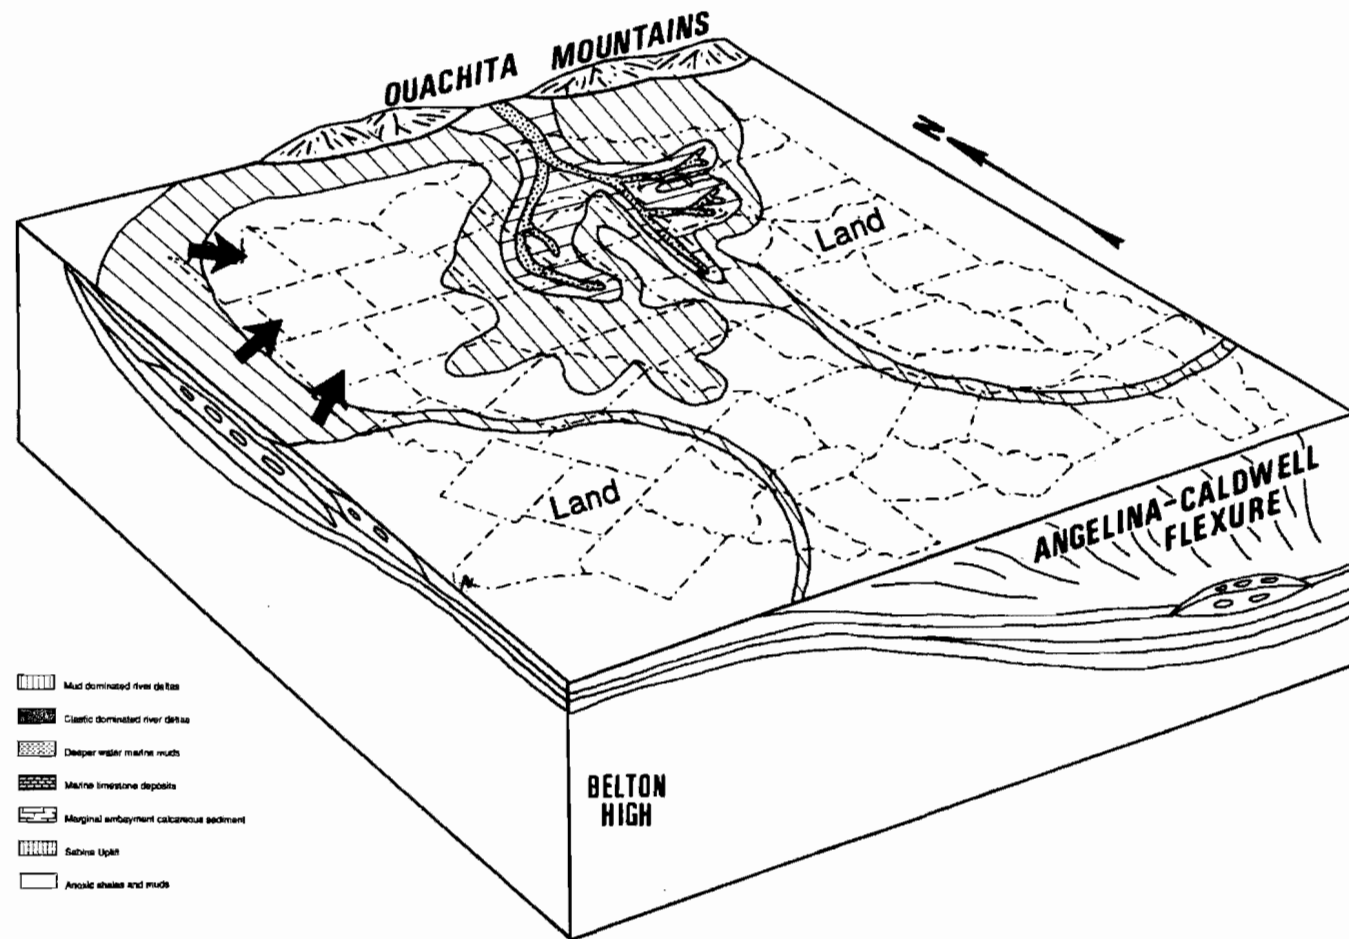 OUACHITA MOUNTAINS
N
Land
Land
ANGELINA-CALDWELL
FLEXURE
BELTON
HIGH
Mud dominated river deltas
Clastic dominated river deltas
Deeper water marine muds
Marine limestone deposits
Marginal embayment calcareous sediment
Sabine Uplift
Anoxic shales and muds